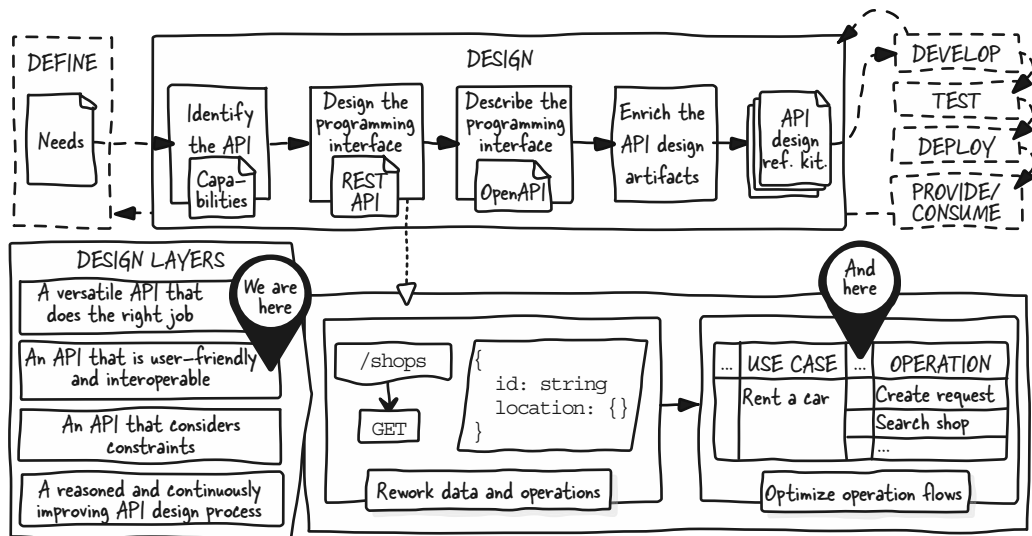 DEFINE
Needs
DESIGN
Identify
the API
Capa-
bilities
Design the
programming
interface
REST
API
Describe the
programming
interface
OpenAPI
Enrich the
API design
artifacts
API
design
ref. kit.
DEVELOP
TEST
DEPLOY
PROVIDE/
CONSUME
DESIGN LAYERS
A versatile API that
does the right job
An API that is user-friendly
and interoperable
An API that considers
constraints
A reasoned and continuously
improving API design process
We are
here
/shops
GET
{
id: string
location: {}
}
Rework data and operations
And
here
... USE CASE ... OPERATION
Rent a car Create request
Search shop
...
Optimize operation flows